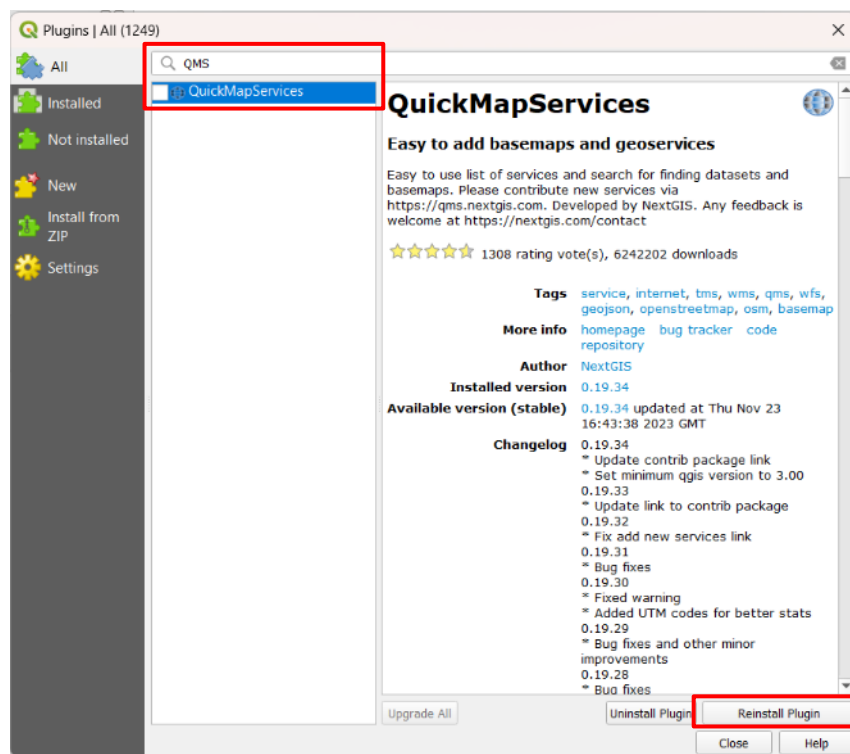 Plugins | All (1249)
All
Installed
Not installed
New
Install from
ZIP
Settings
QMS
QuickMapServices
QuickMapServices
Easy to add basemaps and geoservices
Easy to use list of services and search for finding datasets and
basemaps. Please contribute new services via
https://qms.nextgis.com. Developed by NextGIS. Any feedback is
welcome at https://nextgis.com/contact
1308 rating vote(s), 6242202 downloads
Tags service, internet, tms, wms, qms, wfs,
geojson, openstreetmap, osm, basemap
More info homepage bug tracker code
repository
Author NextGIS
Installed version 0.19.34
Available version (stable) 0.19.34 updated at Thu Nov 23
16:43:38 2023 GMT
Changelog 0.19.34
* Update contrib package link
* Set minimum qgis version to 3.00
0.19.33
* Update link to contrib package
0.19.32
* Fix add new services link
0.19.31
* Bug fixes
0.19.30
* Fixed warning
* Added UTM codes for better stats
0.19.29
* Bug fixes and other minor
improvements
0.19.28
* Bug fixes
Upgrade All Uninstall Plugin Reinstall Plugin
Close Help